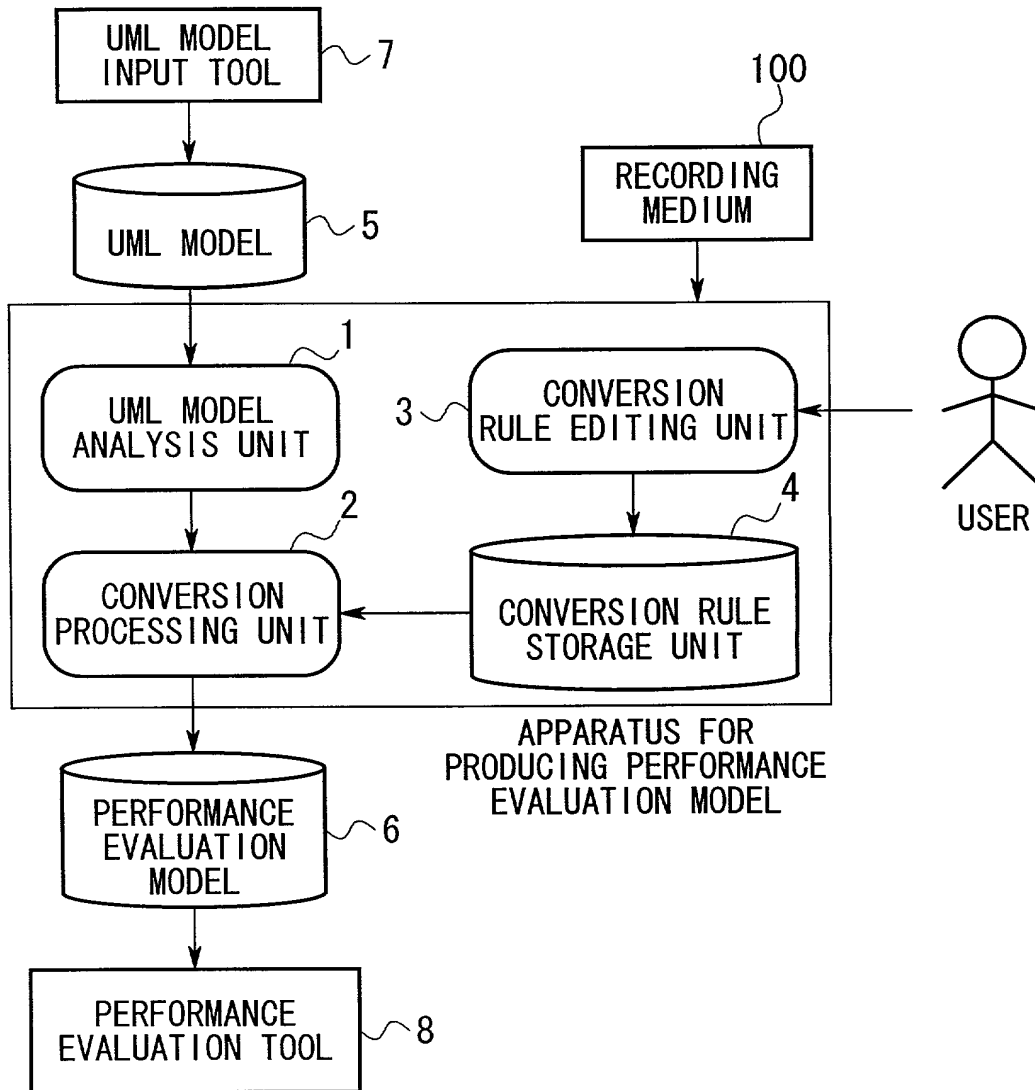 UML MODEL
INPUT TOOL
7
100
RECORDING
MEDIUM
UML MODEL
5
1
UML MODEL
ANALYSIS UNIT
3
CONVERSION
RULE EDITING UNIT
USER
2
CONVERSION
PROCESSING UNIT
4
CONVERSION RULE
STORAGE UNIT
APPARATUS FOR
PRODUCING PERFORMANCE
EVALUATION MODEL
PERFORMANCE
EVALUATION
MODEL
6
PERFORMANCE
EVALUATION TOOL
8